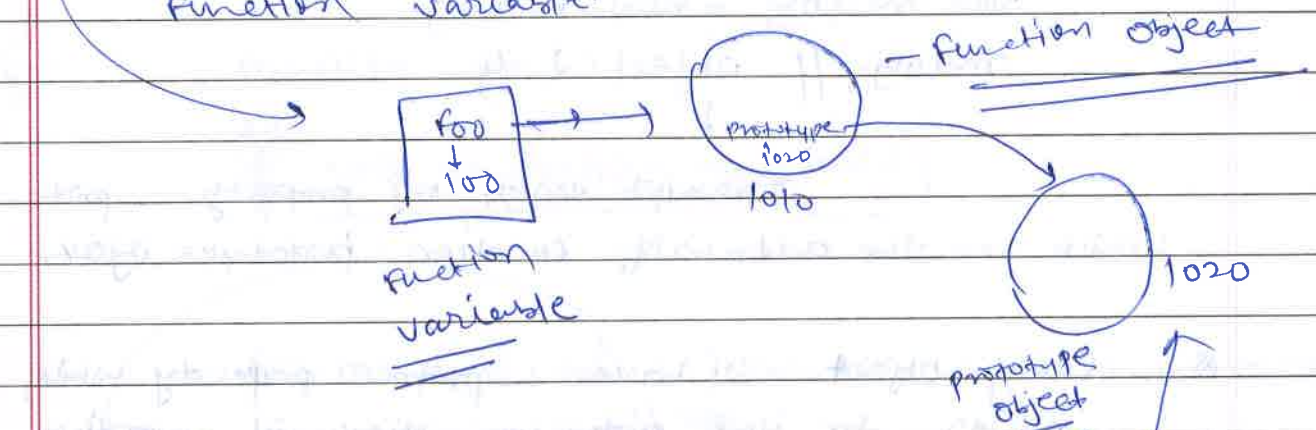 Function variable
foo
↓
100
function
variable
prototype
1020
1010
- function object
1020
prototype
object